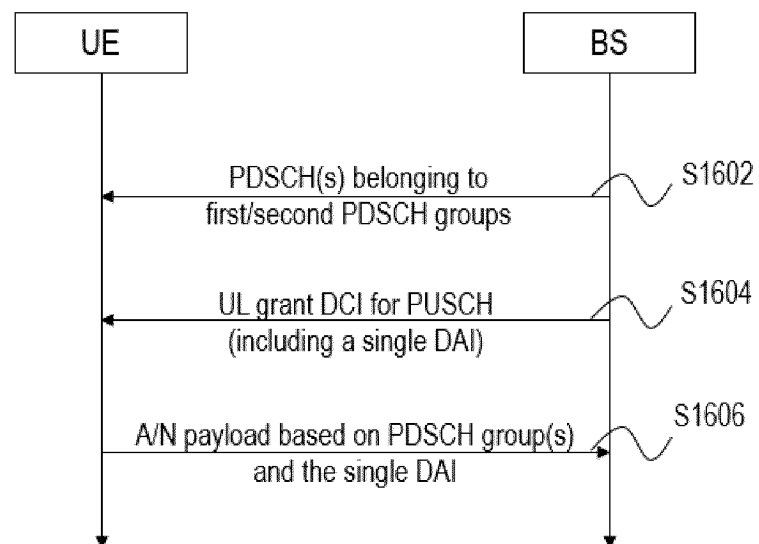 UE
BS
PDSCH(s) belonging to
first/second PDSCH groups
S1602
UL grant DCI for PUSCH
(including a single DAI)
S1604
A/N payload based on PDSCH group(s)
and the single DAI
S1606